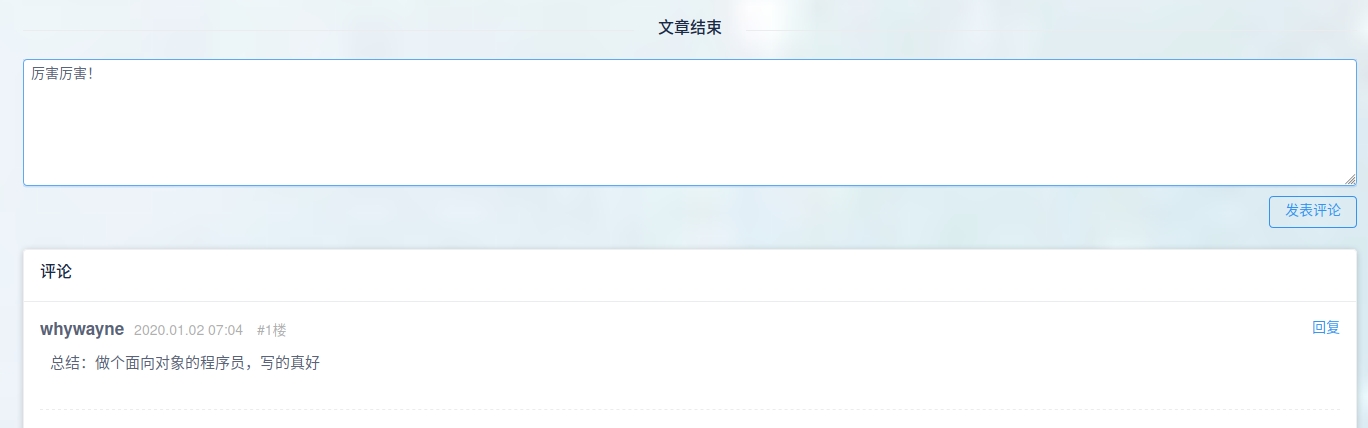 文章结束
厉害厉害！
发表评论
评论
whywayne 2020.01.02 07:04 #1楼 回复
总结：做个面向对象的程序员，写的真好